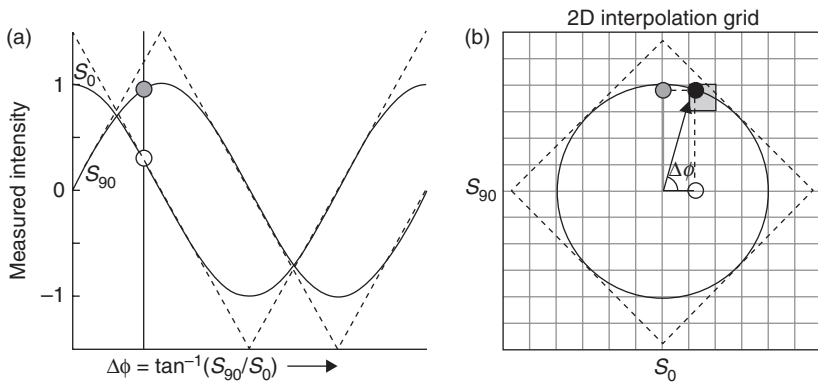 (a)
S0
S90
1
0
−1
Measured intensity
Δϕ = tan−1(S90/S0)
2D interpolation grid
(b)
Δϕ
S90
S0